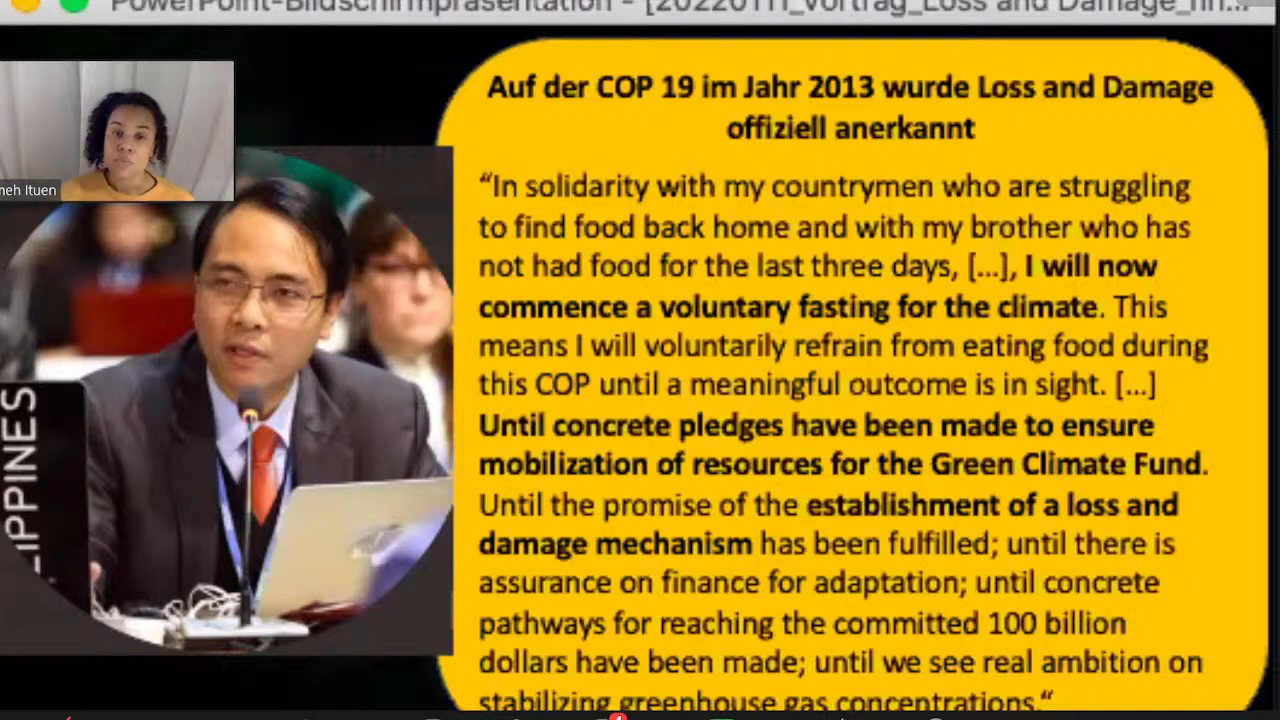 PowerPoint-Bildschirmpräsentation - [20220111_Vortrag_Loss and Damage_fin...
Auf der COP 19 im Jahr 2013 wurde Loss and Damage
offiziell anerkannt
meh Ituen
“In solidarity with my countrymen who are struggling
to find food back home and with my brother who has
not had food for the last three days, [...], I will now
commence a voluntary fasting for the climate. This
means I will voluntarily refrain from eating food during
this COP until a meaningful outcome is in sight. [...]
Until concrete pledges have been made to ensure
mobilization of resources for the Green Climate Fund.
Until the promise of the establishment of a loss and
damage mechanism has been fulfilled; until there is
assurance on finance for adaptation; until concrete
pathways for reaching the committed 100 billion
dollars have been made; until we see real ambition on
stabilizing greenhouse gas concentrations.“
IPPINES